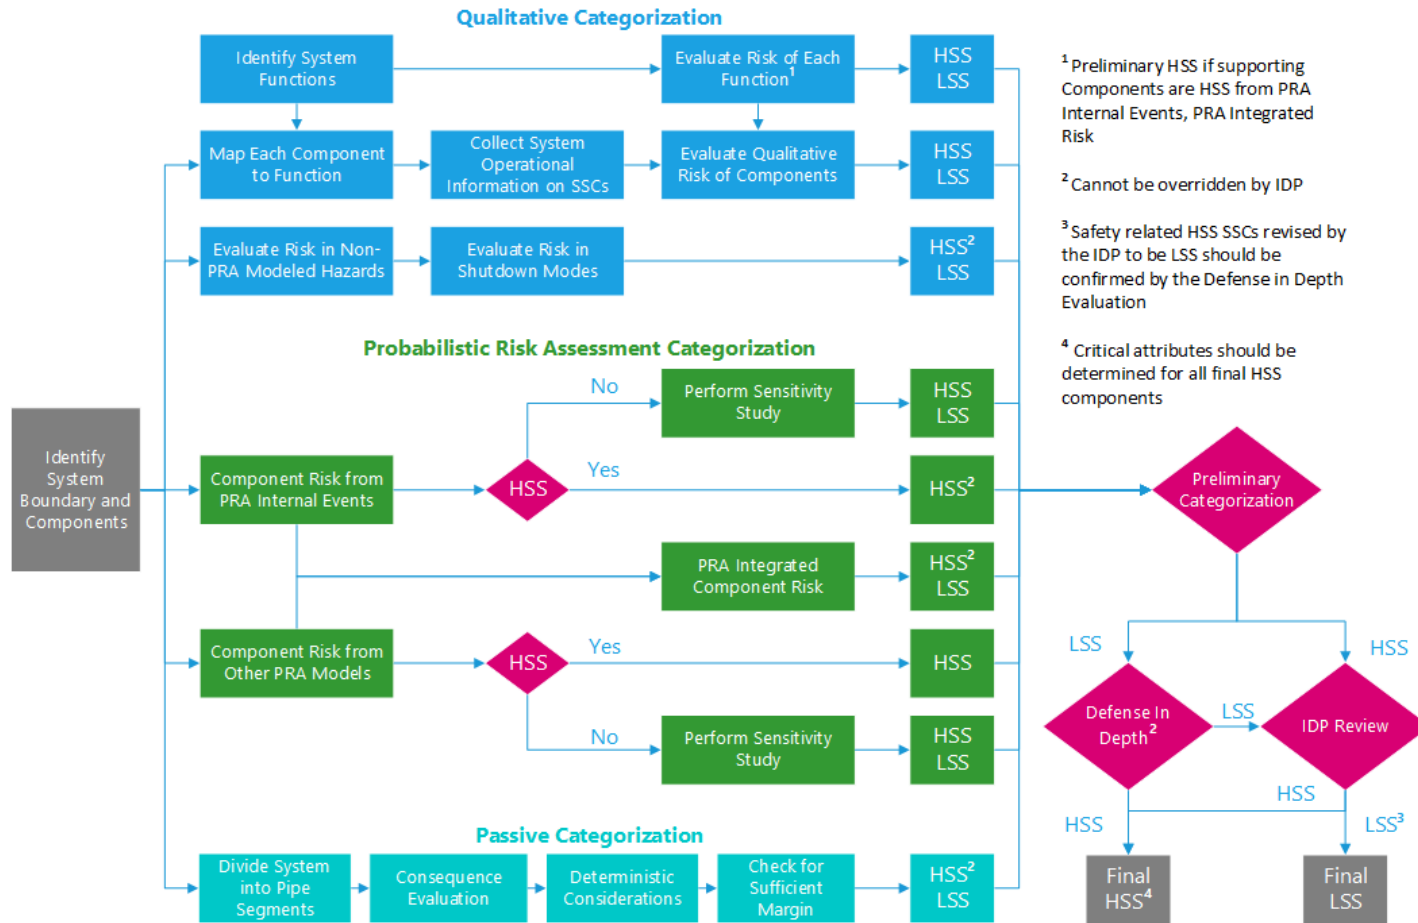 Qualitative Categorization
Identify System
Functions
Evaluate Risk of Each
Function¹
HSS
LSS
Map Each Component
to Function
Collect System
Operational
Information on SSCs
Evaluate Qualitative
Risk of Components
HSS
LSS
Evaluate Risk in Non-
PRA Modeled Hazards
Evaluate Risk in
Shutdown Modes
HSS²
LSS
¹ Preliminary HSS if supporting
Components are HSS from PRA
Internal Events, PRA Integrated
Risk
² Cannot be overridden by IDP
³ Safety related HSS SSCs revised by
the IDP to be LSS should be
confirmed by the Defense in Depth
Evaluation
⁴ Critical attributes should be
determined for all final HSS
components
Probabilistic Risk Assessment Categorization
Identify
System
Boundary and
Components
No
Perform Sensitivity
Study
HSS
LSS
Component Risk from
PRA Internal Events
HSS
Yes
HSS²
PRA Integrated
Component Risk
HSS²
LSS
Component Risk from
Other PRA Models
HSS
Yes
HSS
No
Perform Sensitivity
Study
HSS
LSS
Preliminary
Categorization
LSS
HSS
Defense In
Depth²
LSS
IDP Review
HSS
HSS
LSS³
Final
HSS⁴
Final
LSS
Passive Categorization
Divide System
into Pipe
Segments
Consequence
Evaluation
Deterministic
Considerations
Check for
Sufficient
Margin
HSS²
LSS